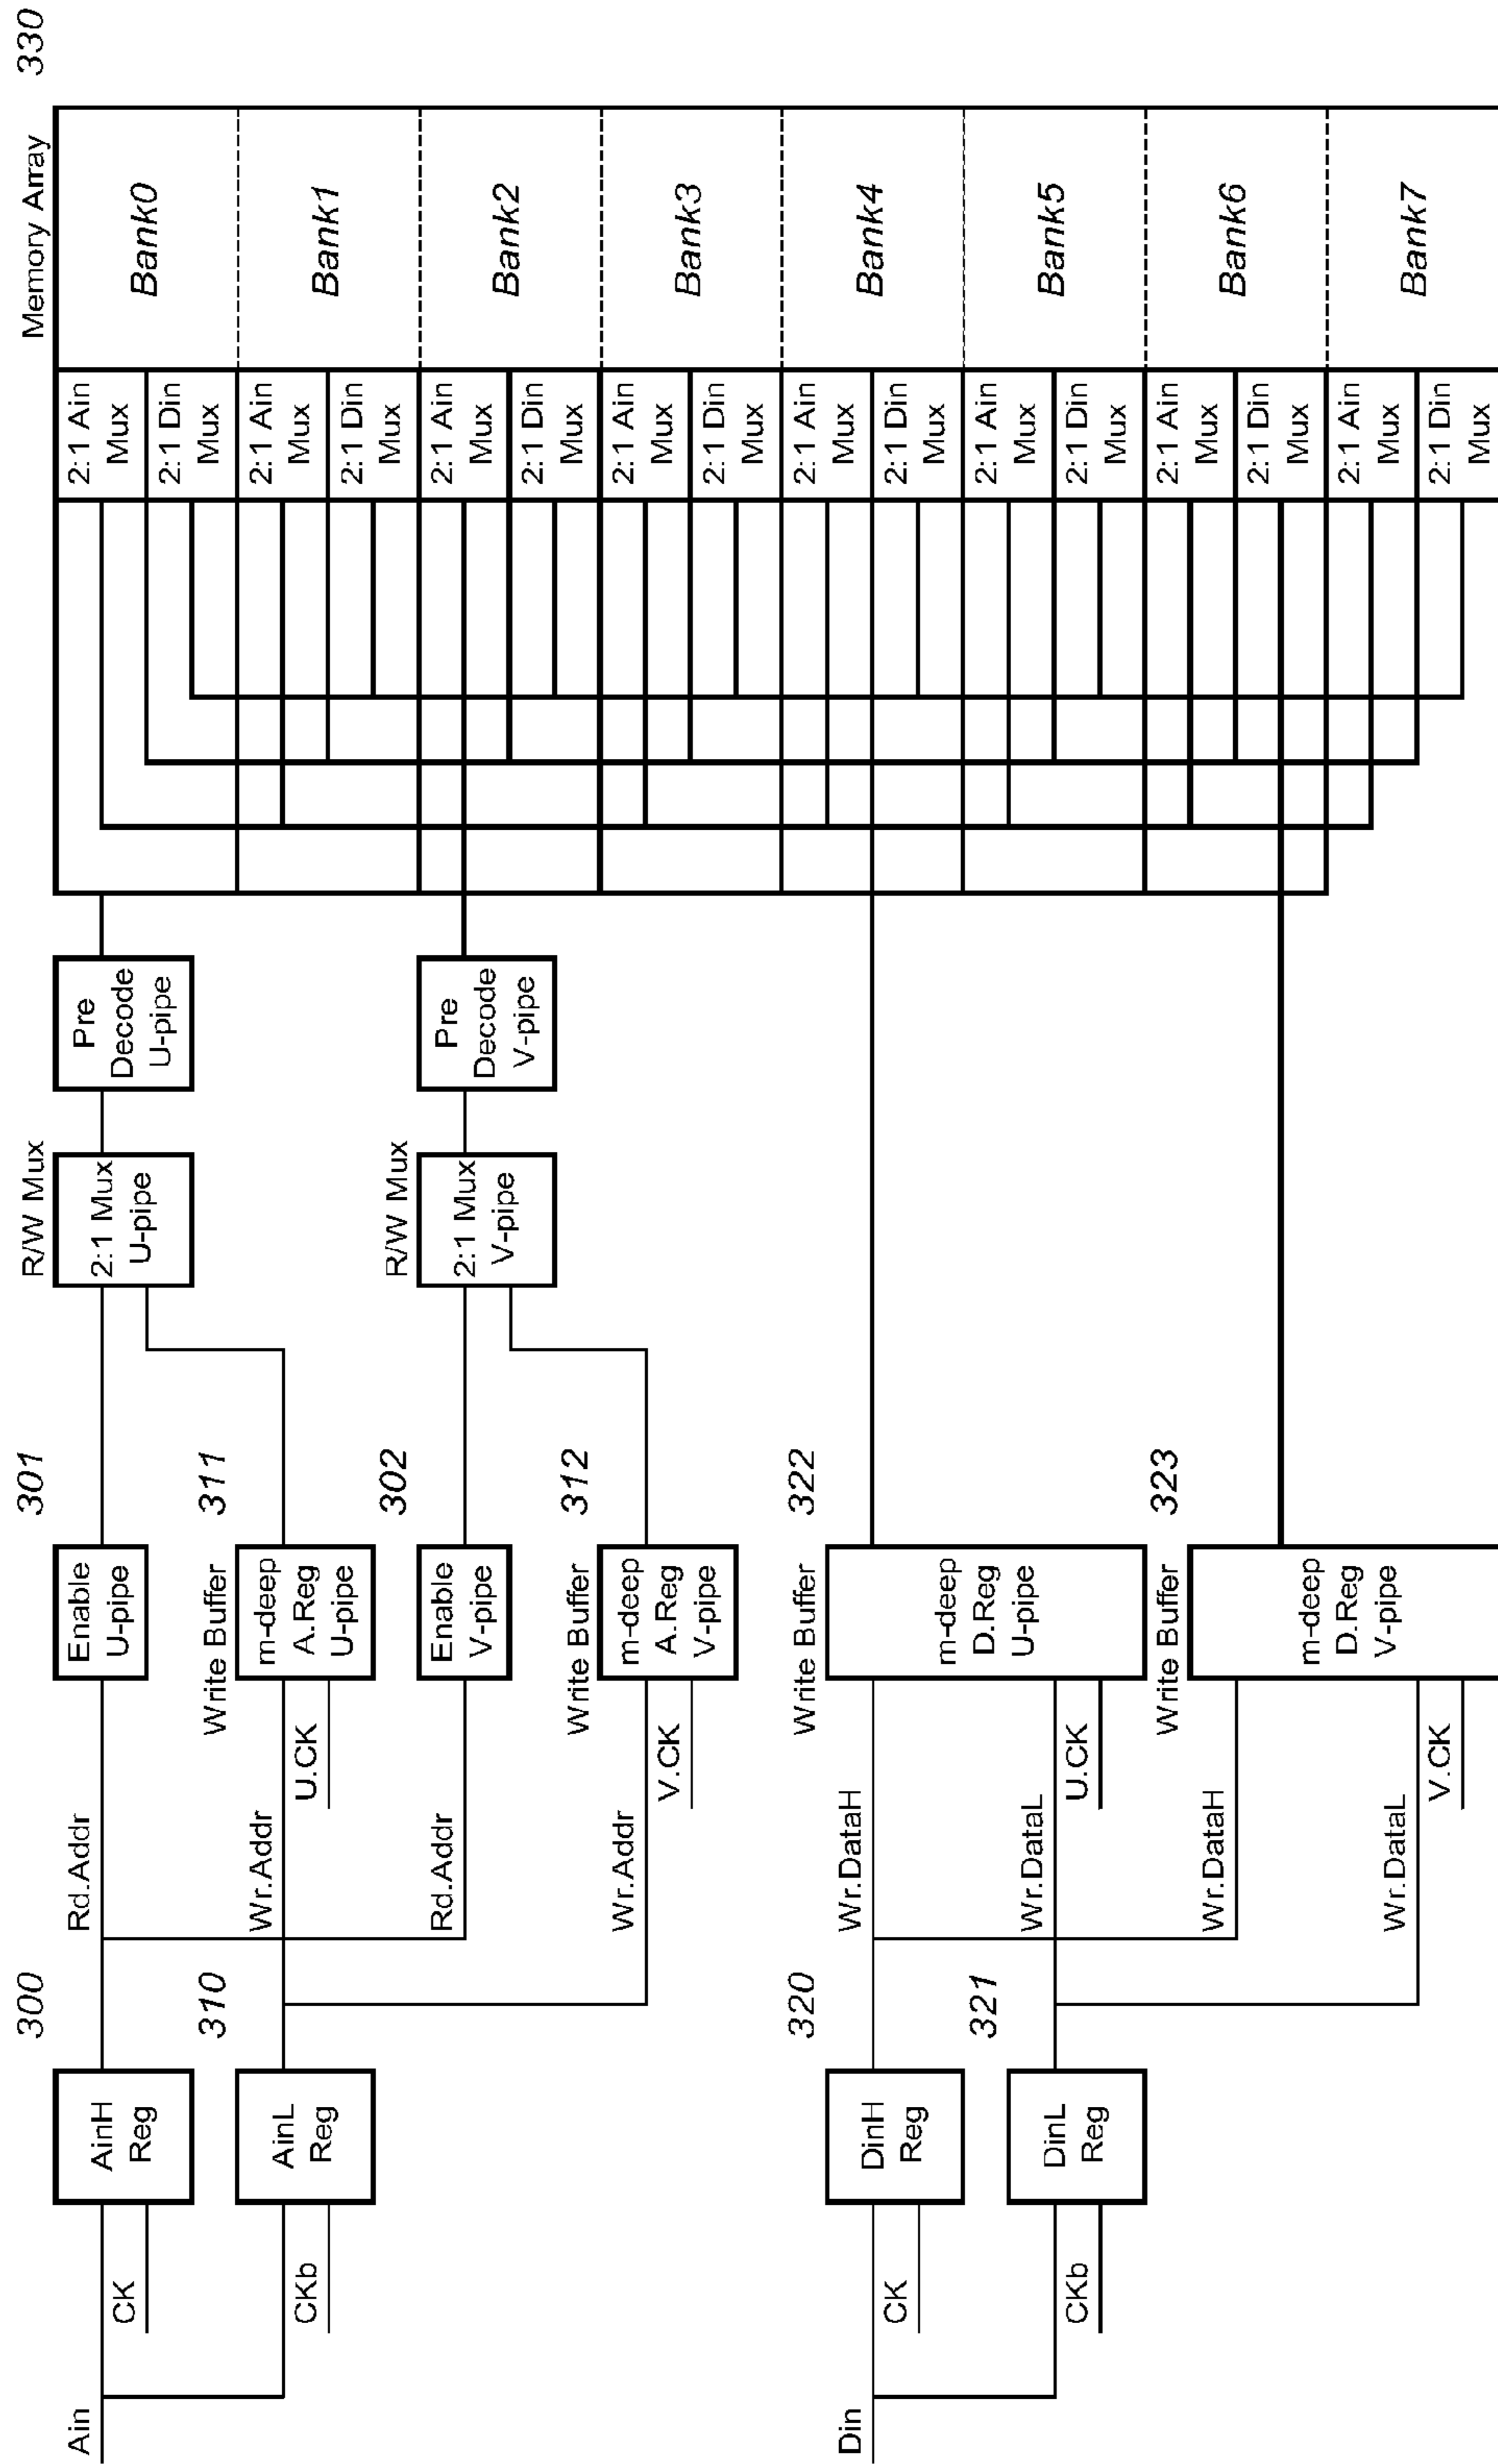 Ain
CK
CKb
300
AinH
Reg
310
AinL
Reg
Rd.Addr
Wr.Addr
U.CK
Rd.Addr
Wr.Addr
V.CK
301
Enable
U-pipe
311
Write Buffer
m-deep
A.Reg
U-pipe
302
Enable
V-pipe
312
Write Buffer
m-deep
A.Reg
V-pipe
R/W Mux
2:1 Mux
U-pipe
R/W Mux
2:1 Mux
V-pipe
Pre
Decode
U-pipe
Pre
Decode
V-pipe
Din
CK
CKb
320
DinH
Reg
321
DinL
Reg
Wr.DataH
Wr.DataL
U.CK
Wr.DataH
Wr.DataL
V.CK
322
Write Buffer
m-deep
D.Reg
U-pipe
323
Write Buffer
m-deep
D.Reg
V-pipe
Memory Array
330
2:1 Ain
Mux
2:1 Din
Mux
Bank0
2:1 Ain
Mux
2:1 Din
Mux
Bank1
2:1 Ain
Mux
2:1 Din
Mux
Bank2
2:1 Ain
Mux
2:1 Din
Mux
Bank3
2:1 Ain
Mux
2:1 Din
Mux
Bank4
2:1 Ain
Mux
2:1 Din
Mux
Bank5
2:1 Ain
Mux
2:1 Din
Mux
Bank6
2:1 Ain
Mux
2:1 Din
Mux
Bank7